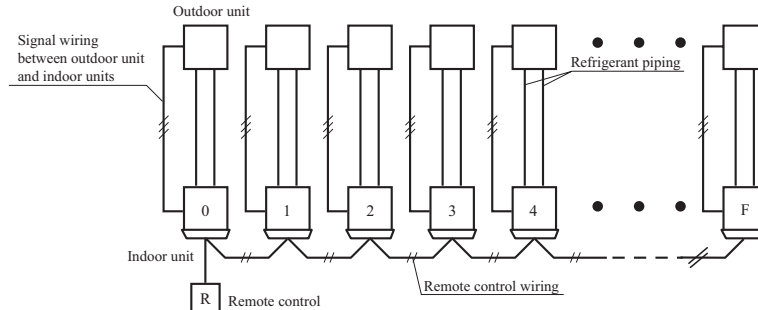 Outdoor unit
Signal wiring
between outdoor unit
and indoor units
Refrigerant piping
0 1 2 3 4 F
Indoor unit
Remote control wiring
R Remote control